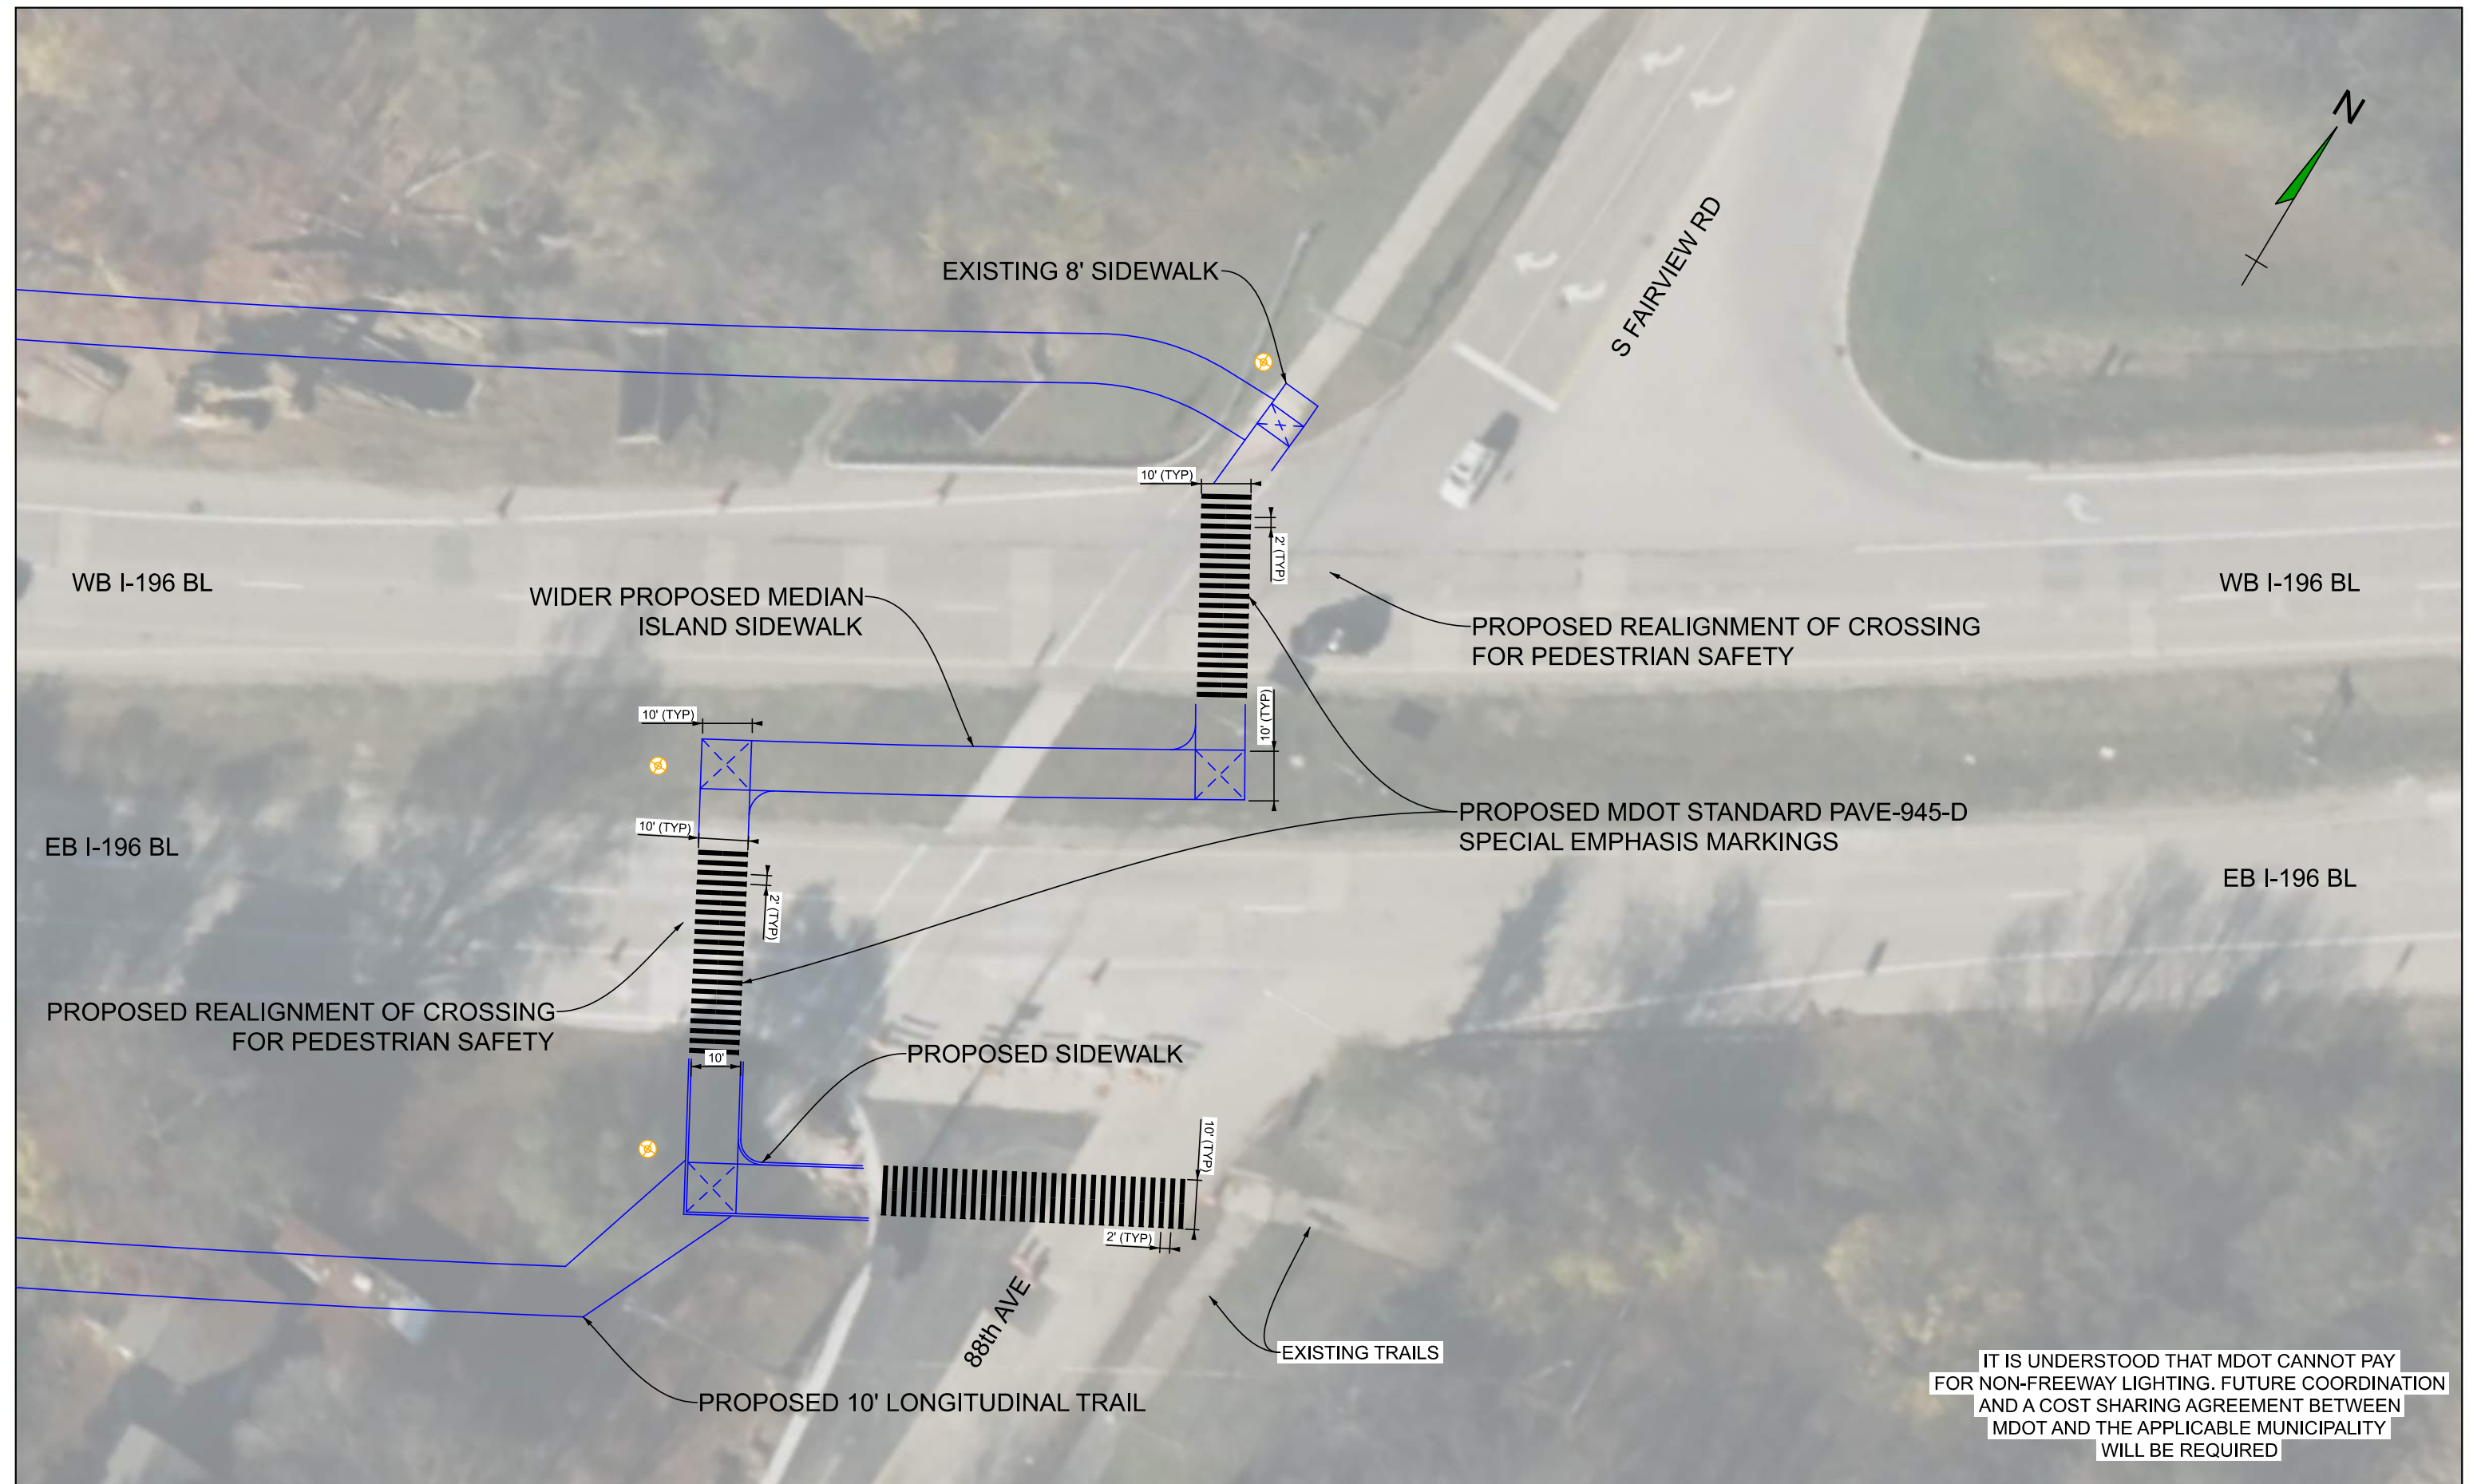 N
S FAIRVIEW RD
EXISTING 8' SIDEWALK
10' (TYP)
2' (TYP)
WB I-196 BL
WIDER PROPOSED MEDIAN
ISLAND SIDEWALK
WB I-196 BL
PROPOSED REALIGNMENT OF CROSSING
FOR PEDESTRIAN SAFETY
10' (TYP)
10' (TYP)
10' (TYP)
EB I-196 BL
PROPOSED MDOT STANDARD PAVE-945-D
SPECIAL EMPHASIS MARKINGS
EB I-196 BL
2' (TYP)
PROPOSED REALIGNMENT OF CROSSING
FOR PEDESTRIAN SAFETY
10'
PROPOSED SIDEWALK
10' (TYP)
2' (TYP)
88th AVE
EXISTING TRAILS
PROPOSED 10' LONGITUDINAL TRAIL
IT IS UNDERSTOOD THAT MDOT CANNOT PAY
FOR NON-FREEWAY LIGHTING. FUTURE COORDINATION
AND A COST SHARING AGREEMENT BETWEEN
MDOT AND THE APPLICABLE MUNICIPALITY
WILL BE REQUIRED